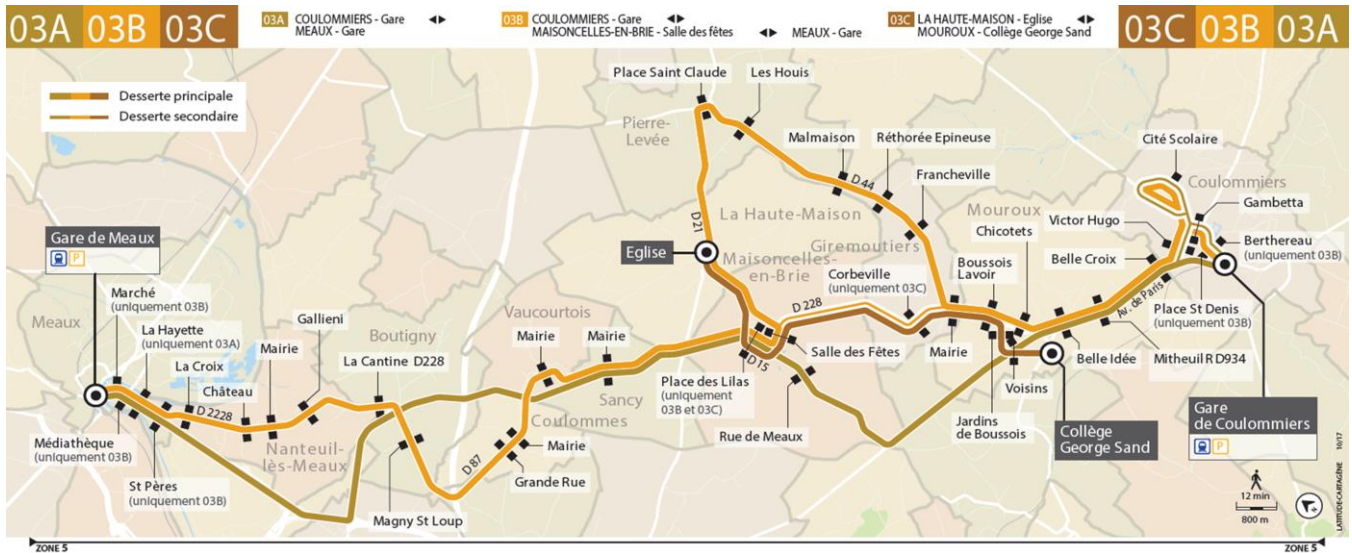 03A 03B 03C
03A COULOMMIERS - Gare
MEAUX - Gare
03B COULOMMIERS - Gare
MAISONCELLES-EN-BRIE - Salle des fêtes
MEAUX - Gare
03C LA HAUTE-MAISON - Eglise
MOUROUX - Collège George Sand
03C 03B 03A
Desserte principale
Desserte secondaire
Place Saint Claude
Les Houis
Pierre-
Levée
Malmaison
Réthorée Epineuse
Cité Scolaire
D 44
Francheville
Coulommiers
Gambetta
D21
La Haute-Maison
Mouroux
Victor Hugo
Chicotets
Giremoutiers
Gare de Meaux
P
Eglise
Maisoncelles-
en-Brie
Berthereau
(uniquement 03B)
Belle Croix
Boussois
Lavoir
Corbeville
(uniquement 03C)
Marché
(uniquement 03B)
Meaux
La Hayette
(uniquement 03A)
Gallieni
Vaucourtois
D 228
Av. de Paris
Place St Denis
(uniquement 03B)
Boutigny
Mairie
Mairie
Mairie
La Croix
La Cantine D228
Salle des Fêtes
Mairie
Belle Idée
Mitheuil R D934
Château
D 15
D 2228
Place des Lilas
(uniquement
03B et 03C)
Sancy
Voisins
Gare
de Coulommiers
P
Coulommes
Rue de Meaux
Jardins
de Boussois
Collège
George Sand
Médiathèque
(uniquement 03B)
Nanteuil-
lès-Meaux
Mairie
D 87
Grande Rue
St Pères
(uniquement 03B)
Magny St Loup
12 min
800 m
LATITUDE-CARTAGÈNE 10/17
ZONE 5
ZONE 5